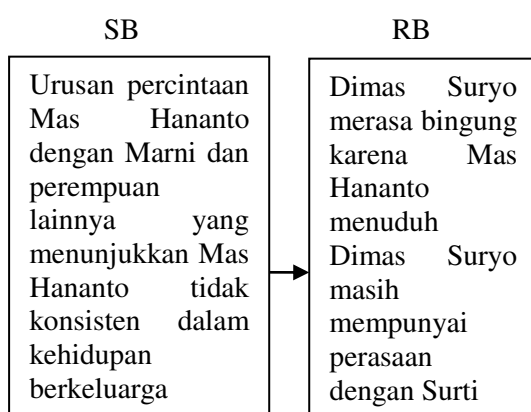 SB
RB
Urusan percintaan
Mas Hananto
dengan Marni dan
perempuan
lainnya yang
menunjukkan Mas
Hananto tidak
konsisten dalam
kehidupan
berkeluarga
Dimas Suryo
merasa bingung
karena Mas
Hananto
menuduh
Dimas Suryo
masih
mempunyai
perasaan
dengan Surti